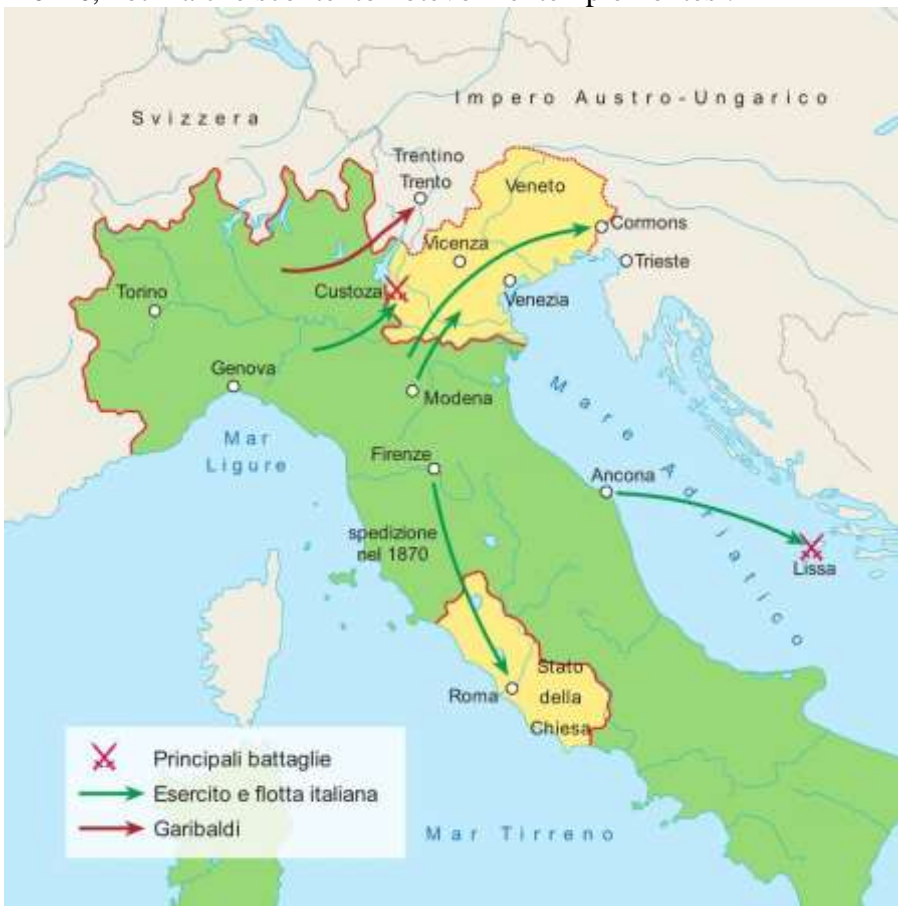 Svizzera
Impero Austro-Ungarico
Trentino
Trento
Veneto
Cormons
Vicenza
Trieste
Torino
Custoza
Venezia
Genova
Modena
Mar
Ligure
Firenze
Mare Adriatico
Ancona
spedizione
nel 1870
Lissa
Roma
Stato
della
Chiesa
Principali battaglie
Esercito e flotta italiana
Garibaldi
Mar Tirreno